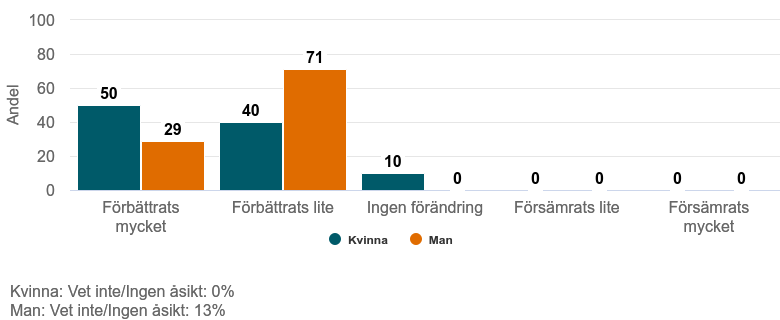 100
80
60
40
20
0
Andel
50
29
40
71
10
0
0
0
0
0
Förbättrats
mycket
Förbättrats lite
Ingen förändring
Försämrats lite
Försämrats
mycket
Kvinna
Man
Kvinna: Vet inte/Ingen åsikt: 0%
Man: Vet inte/Ingen åsikt: 13%